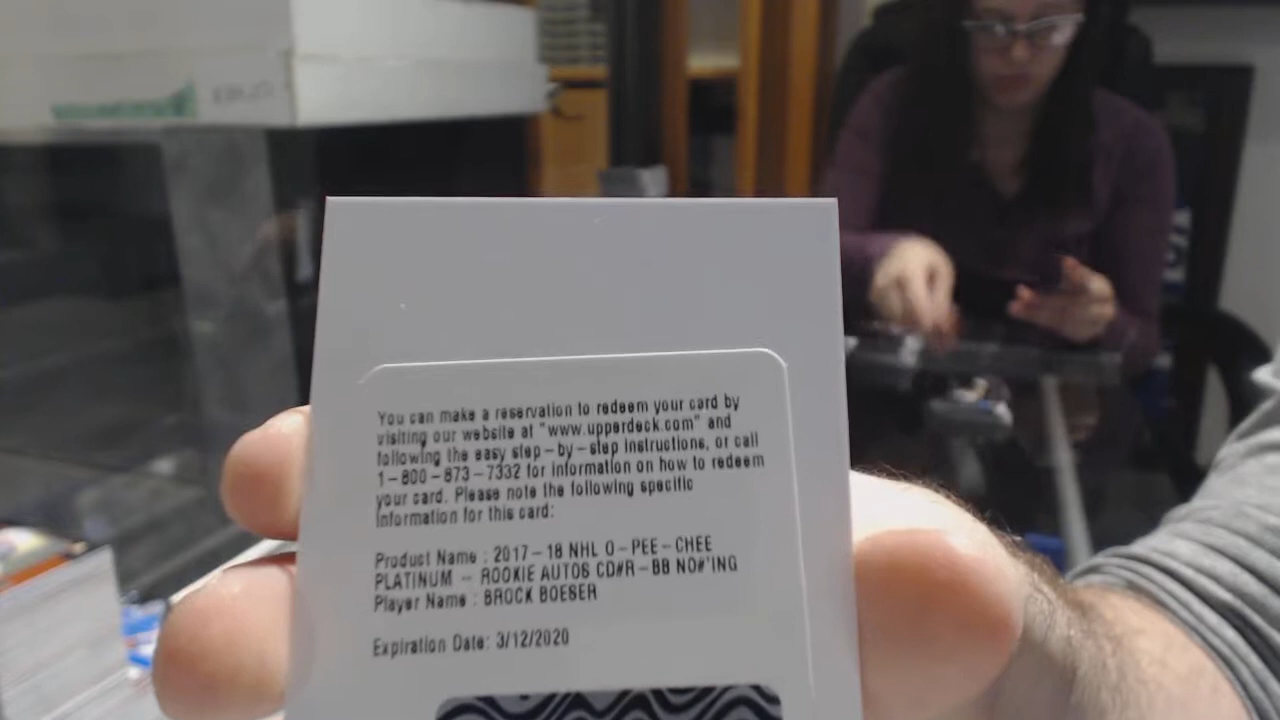 You can make a reservation to redeem your card by
visiting our website at "www.upperdeck.com" and
following the easy step-by-step instructions, or call
1-800-873-7332 for information on how to redeem
your card. Please note the following specific
information for this card:
Product Name : 2017-18 NHL O-PEE-CHEE
PLATINUM -- ROOKIE AUTOS CD#R-BB NO#'ING
Player Name : BROCK BOESER
Expiration Date: 3/12/2020